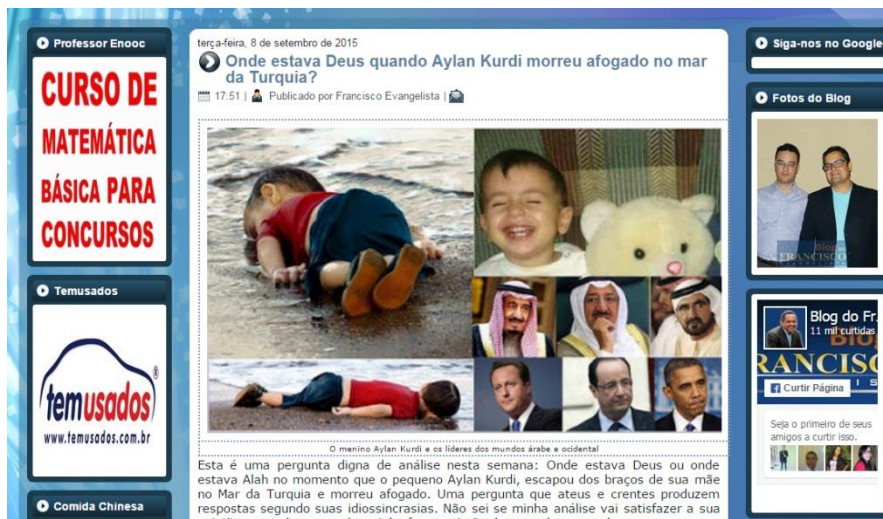 Professor Enooc
CURSO DE
MATEMÁTICA
BÁSICA PARA
CONCURSOS
Temusados
temusados
www.temusados.com.br
Comida Chinesa
terça-feira, 8 de setembro de 2015
Onde estava Deus quando Aylan Kurdi morreu afogado no mar
da Turquia?
17:51 | Publicado por Francisco Evangelista |
O menino Aylan Kurdi e os líderes dos mundos árabe e ocidental
Esta é uma pergunta digna de análise nesta semana: Onde estava Deus ou onde
estava Alah no momento que o pequeno Aylan Kurdi, escapou dos braços de sua mãe
no Mar da Turquia e morreu afogado. Uma pergunta que ateus e crentes produzem
respostas segundo suas idiossincrasias. Não sei se minha análise vai satisfazer a sua
Siga-nos no Google
Fotos do Blog
Blog
FRANCISCO
Blog do Fr...
11 mil curtidas
Blo
RANCISC
Curtir Página
Seja o primeiro de seus
amigos a curtir isso.